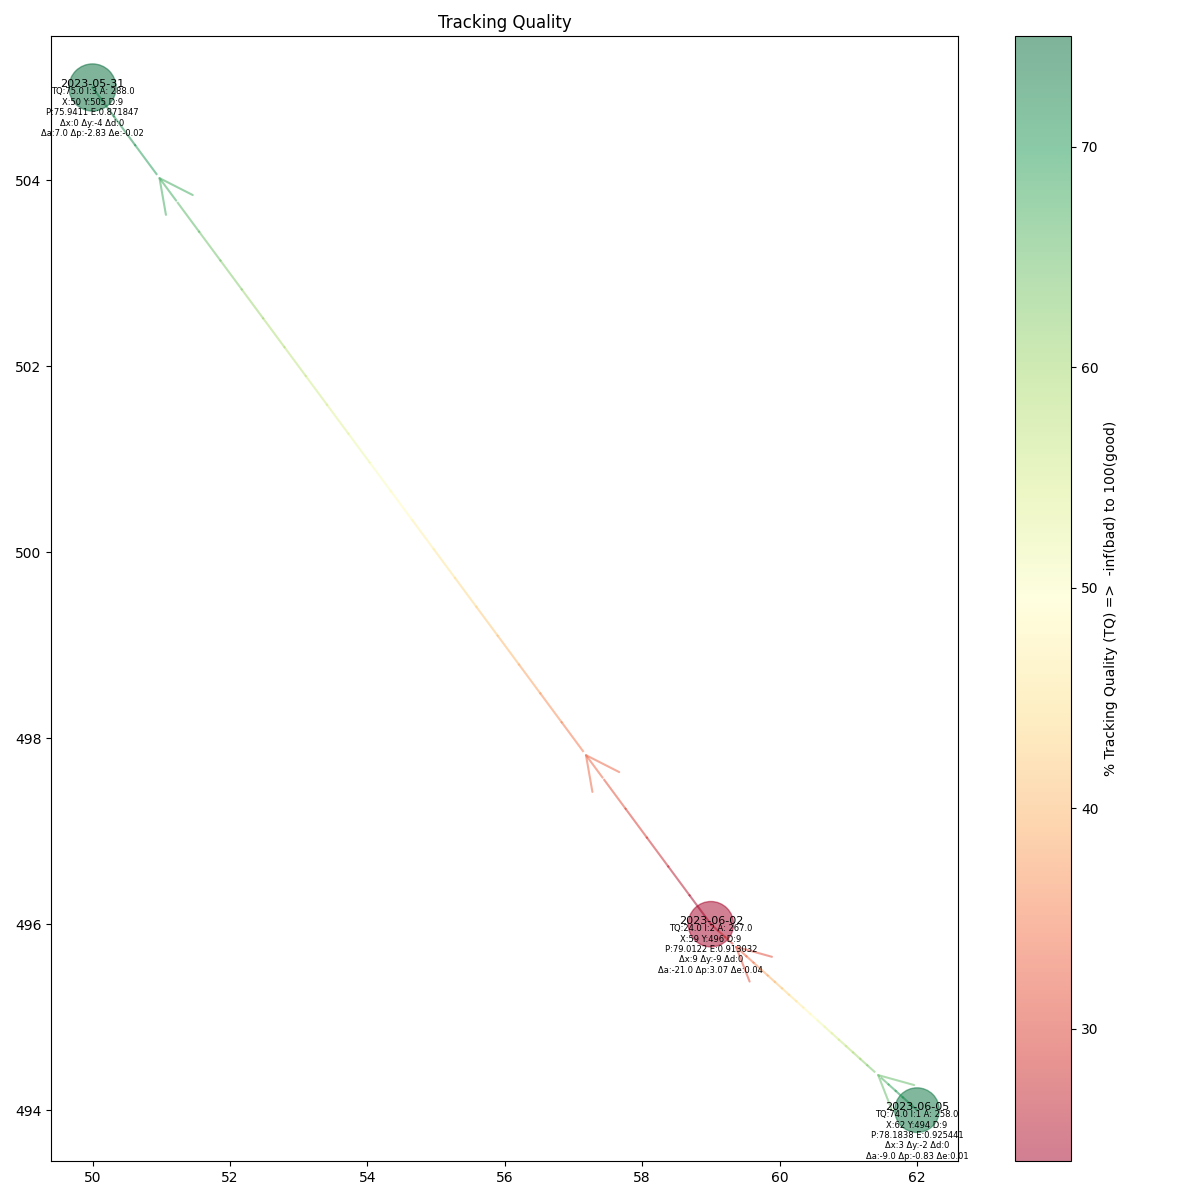 Tracking Quality
2023-05-31
TQ:75.0 I:3 A: 288.0
X:50 Y:505 D:9
P:75.9411 E:0.871847
Δx:0 Δy:-4 Δd:0
Δa:7.0 Δp:-2.83 Δe:-0.02
2023-06-02
TQ:24.0 I:2 A: 267.0
X:59 Y:496 D:9
P:79.0122 E:0.913032
Δx:9 Δy:-9 Δd:0
Δa:-21.0 Δp:3.07 Δe:0.04
2023-06-05
TQ:74.0 I:1 A: 258.0
X:62 Y:494 D:9
P:78.1838 E:0.925441
Δx:3 Δy:-2 Δd:0
Δa:-9.0 Δp:-0.83 Δe:0.01
504
502
500
498
496
494
50 52 54 56 58 60 62
70
60
50
40
30
% Tracking Quality (TQ) => -inf(bad) to 100(good)